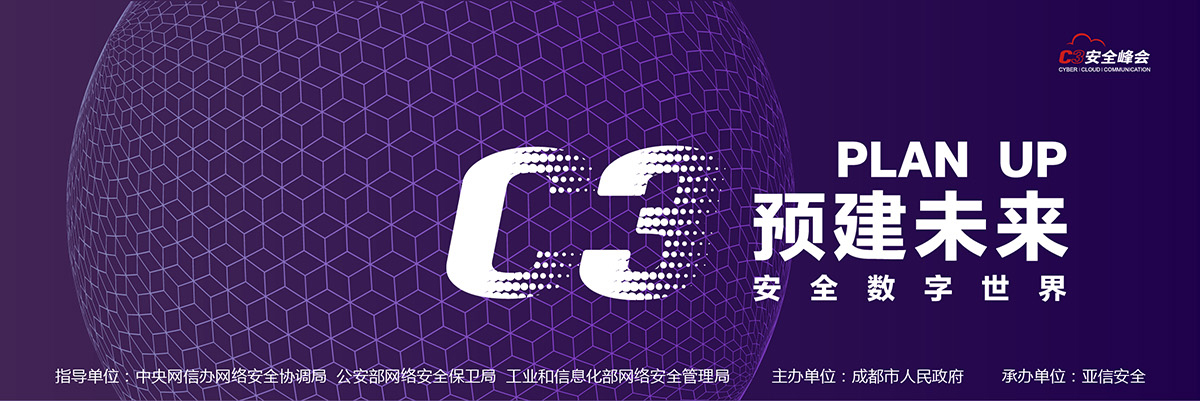 C3安全峰会
CYBER | CLOUD | COMMUNICATION
C3
PLAN UP
预建未来
安全数字世界
指导单位：中央网信办网络安全协调局 公安部网络安全保卫局 工业和信息化部网络安全管理局 主办单位：成都市人民政府 承办单位：亚信安全